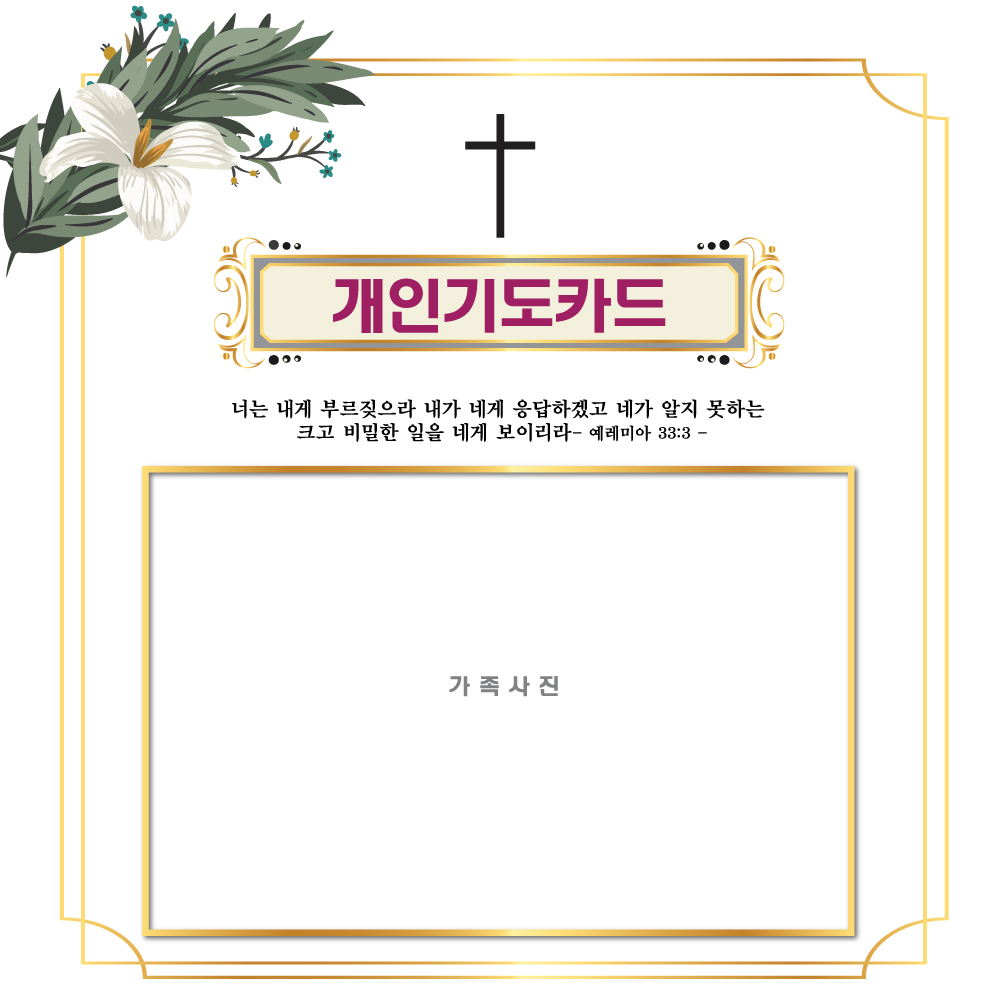 개인기도카드
너는 내게 부르짖으라 내가 네게 응답하겠고 네가 알지 못하는
크고 비밀한 일을 네게 보이리라- 예레미아 33:3 -
가 족 사 진